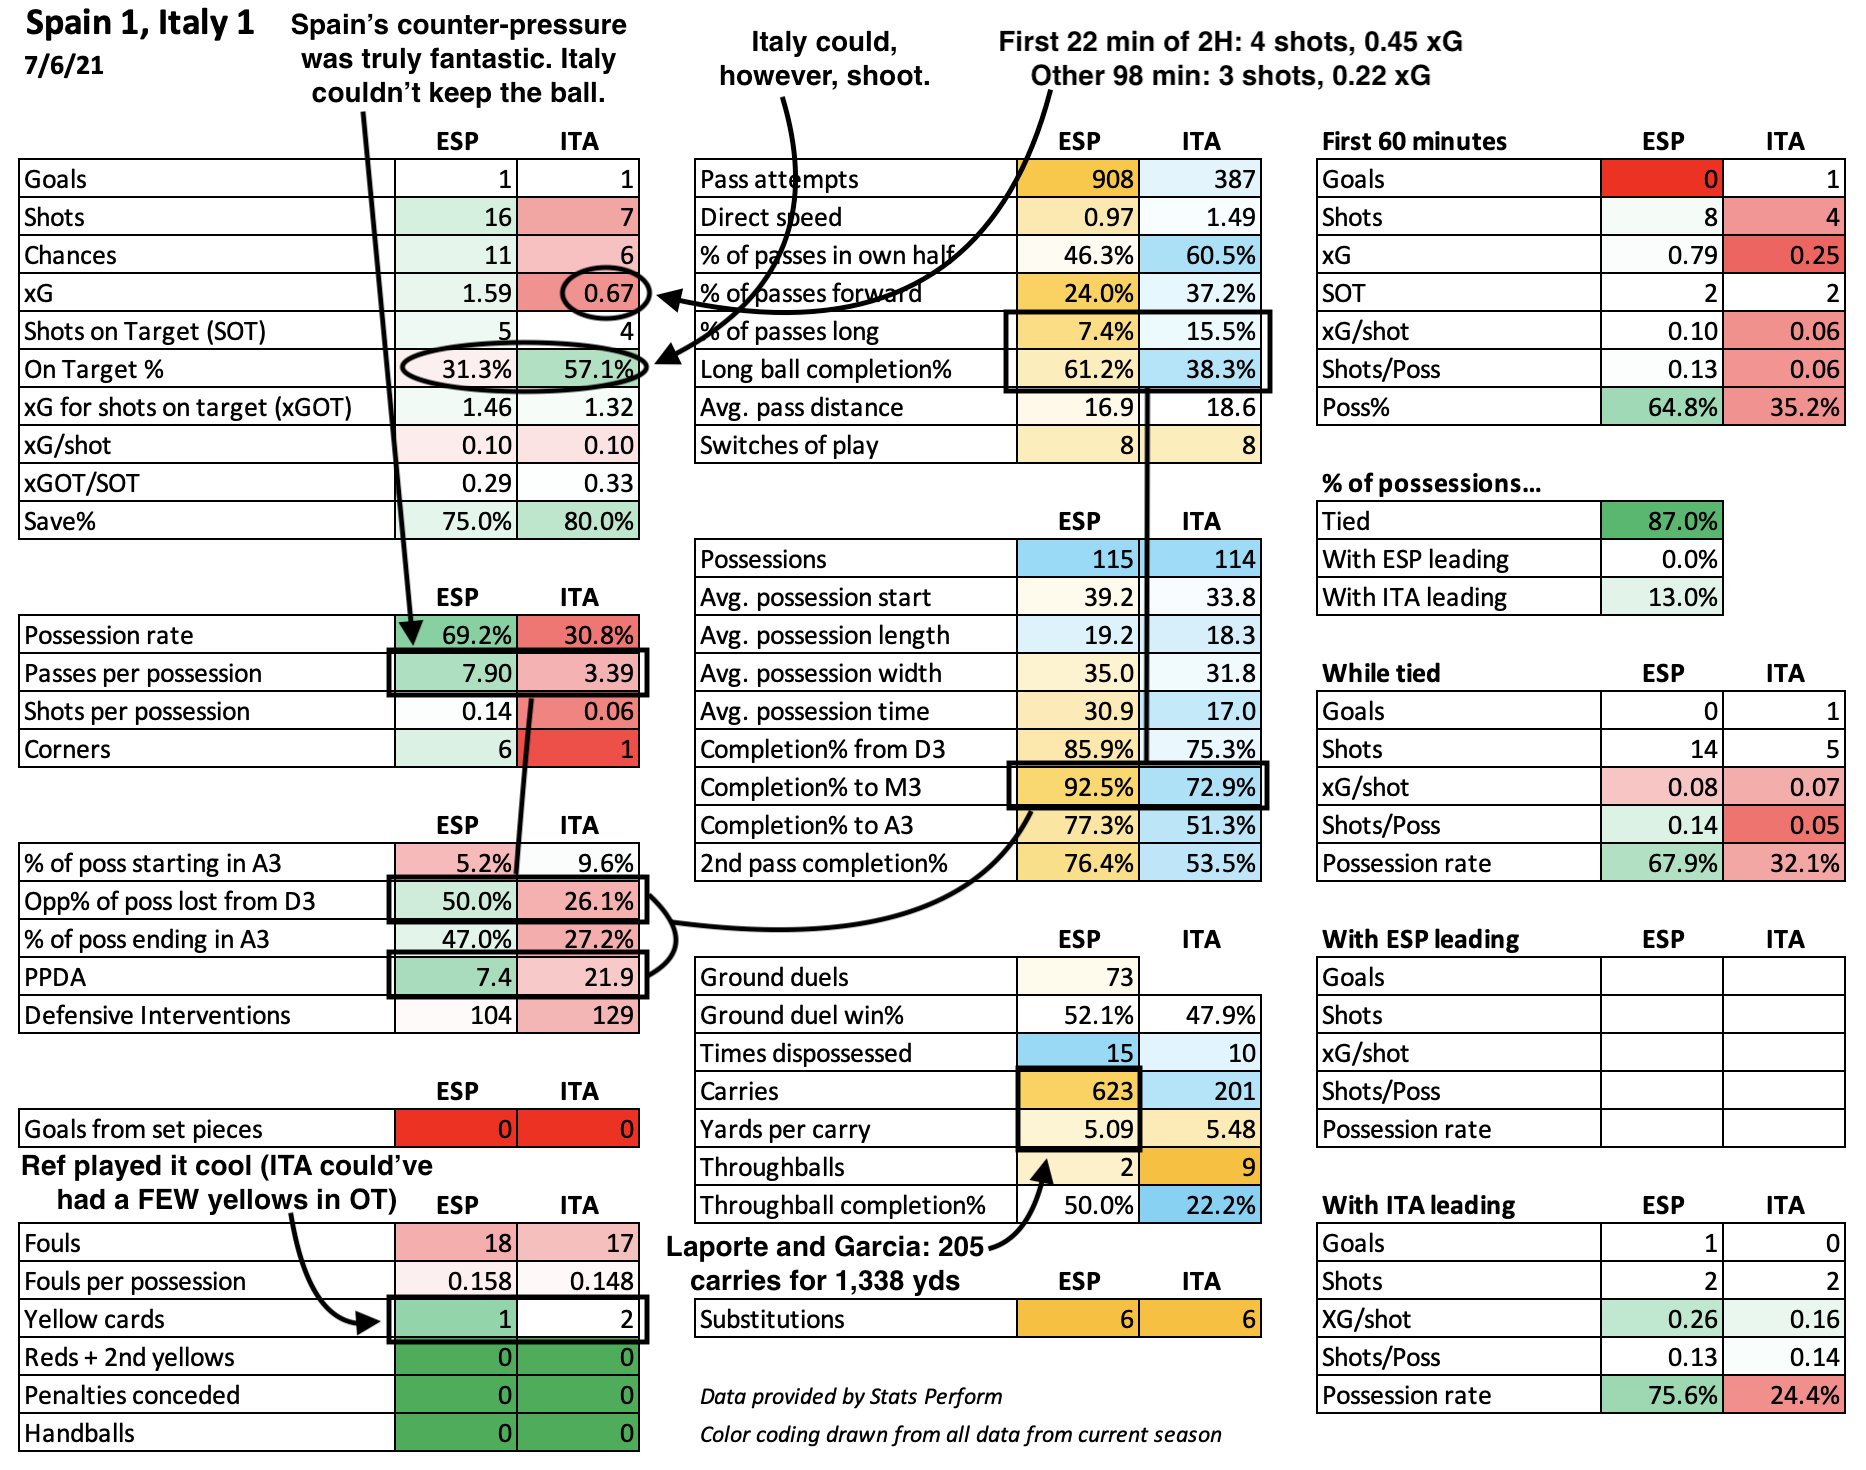 Spain 1, Italy 1
7/6/21
Spain's counter-pressure
was truly fantastic. Italy
couldn't keep the ball.
Italy could,
however, shoot.
First 22 min of 2H: 4 shots, 0.45 xG
Other 98 min: 3 shots, 0.22 xG
ESP ITA
Goals 1 1
Shots 16 7
Chances 11 6
xG 1.59 0.67
Shots on Target (SOT) 5 4
On Target % 31.3% 57.1%
xG for shots on target (xGOT) 1.46 1.32
xG/shot 0.10 0.10
xGOT/SOT 0.29 0.33
Save% 75.0% 80.0%
ESP ITA
Possession rate 69.2% 30.8%
Passes per possession 7.90 3.39
Shots per possession 0.14 0.06
Corners 6 1
ESP ITA
% of poss starting in A3 5.2% 9.6%
Opp% of poss lost from D3 50.0% 26.1%
% of poss ending in A3 47.0% 27.2%
PPDA 7.4 21.9
Defensive Interventions 104 129
ESP ITA
Goals from set pieces 0 0
Ref played it cool (ITA could've
had a FEW yellows in OT)
ESP ITA
Fouls 18 17
Fouls per possession 0.158 0.148
Yellow cards 1 2
Reds + 2nd yellows 0 0
Penalties conceded 0 0
Handballs 0 0
ESP ITA
Pass attempts 908 387
Direct speed 0.97 1.49
% of passes in own half 46.3% 60.5%
% of passes forward 24.0% 37.2%
% of passes long 7.4% 15.5%
Long ball completion% 61.2% 38.3%
Avg. pass distance 16.9 18.6
Switches of play 8 8
ESP ITA
Possessions 115 114
Avg. possession start 39.2 33.8
Avg. possession length 19.2 18.3
Avg. possession width 35.0 31.8
Avg. possession time 30.9 17.0
Completion% from D3 85.9% 75.3%
Completion% to M3 92.5% 72.9%
Completion% to A3 77.3% 51.3%
2nd pass completion% 76.4% 53.5%
ESP ITA
Ground duels 73
Ground duel win% 52.1% 47.9%
Times dispossessed 15 10
Carries 623 201
Yards per carry 5.09 5.48
Throughballs 2 9
Throughball completion% 50.0% 22.2%
Laporte and Garcia: 205
carries for 1,338 yds
ESP ITA
Substitutions 6 6
Data provided by Stats Perform
Color coding drawn from all data from current season
First 60 minutes ESP ITA
Goals 0 1
Shots 8 4
xG 0.79 0.25
SOT 2 2
xG/shot 0.10 0.06
Shots/Poss 0.13 0.06
Poss% 64.8% 35.2%
% of possessions...
Tied 87.0%
With ESP leading 0.0%
With ITA leading 13.0%
While tied ESP ITA
Goals 0 1
Shots 14 5
xG/shot 0.08 0.07
Shots/Poss 0.14 0.05
Possession rate 67.9% 32.1%
With ESP leading ESP ITA
Goals
Shots
xG/shot
Shots/Poss
Possession rate
With ITA leading ESP ITA
Goals 1 0
Shots 2 2
XG/shot 0.26 0.16
Shots/Poss 0.13 0.14
Possession rate 75.6% 24.4%